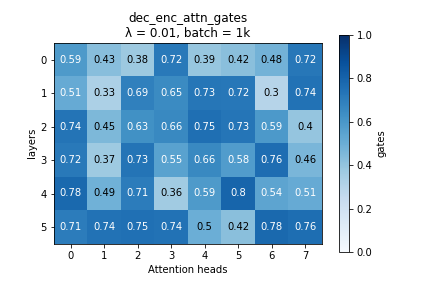 dec_enc_attn_gates
λ = 0.01, batch = 1k
0 0.59 0.43 0.38 0.72 0.39 0.42 0.48 0.72
1 0.51 0.33 0.69 0.65 0.73 0.72 0.3 0.74
2 0.74 0.45 0.63 0.66 0.75 0.73 0.59 0.4
3 0.72 0.37 0.73 0.55 0.66 0.58 0.76 0.46
4 0.78 0.49 0.71 0.36 0.59 0.8 0.54 0.51
5 0.71 0.74 0.75 0.74 0.5 0.42 0.78 0.76
0 1 2 3 4 5 6 7
Attention heads
layers
1.0
0.8
0.6
0.4
0.2
0.0
gates